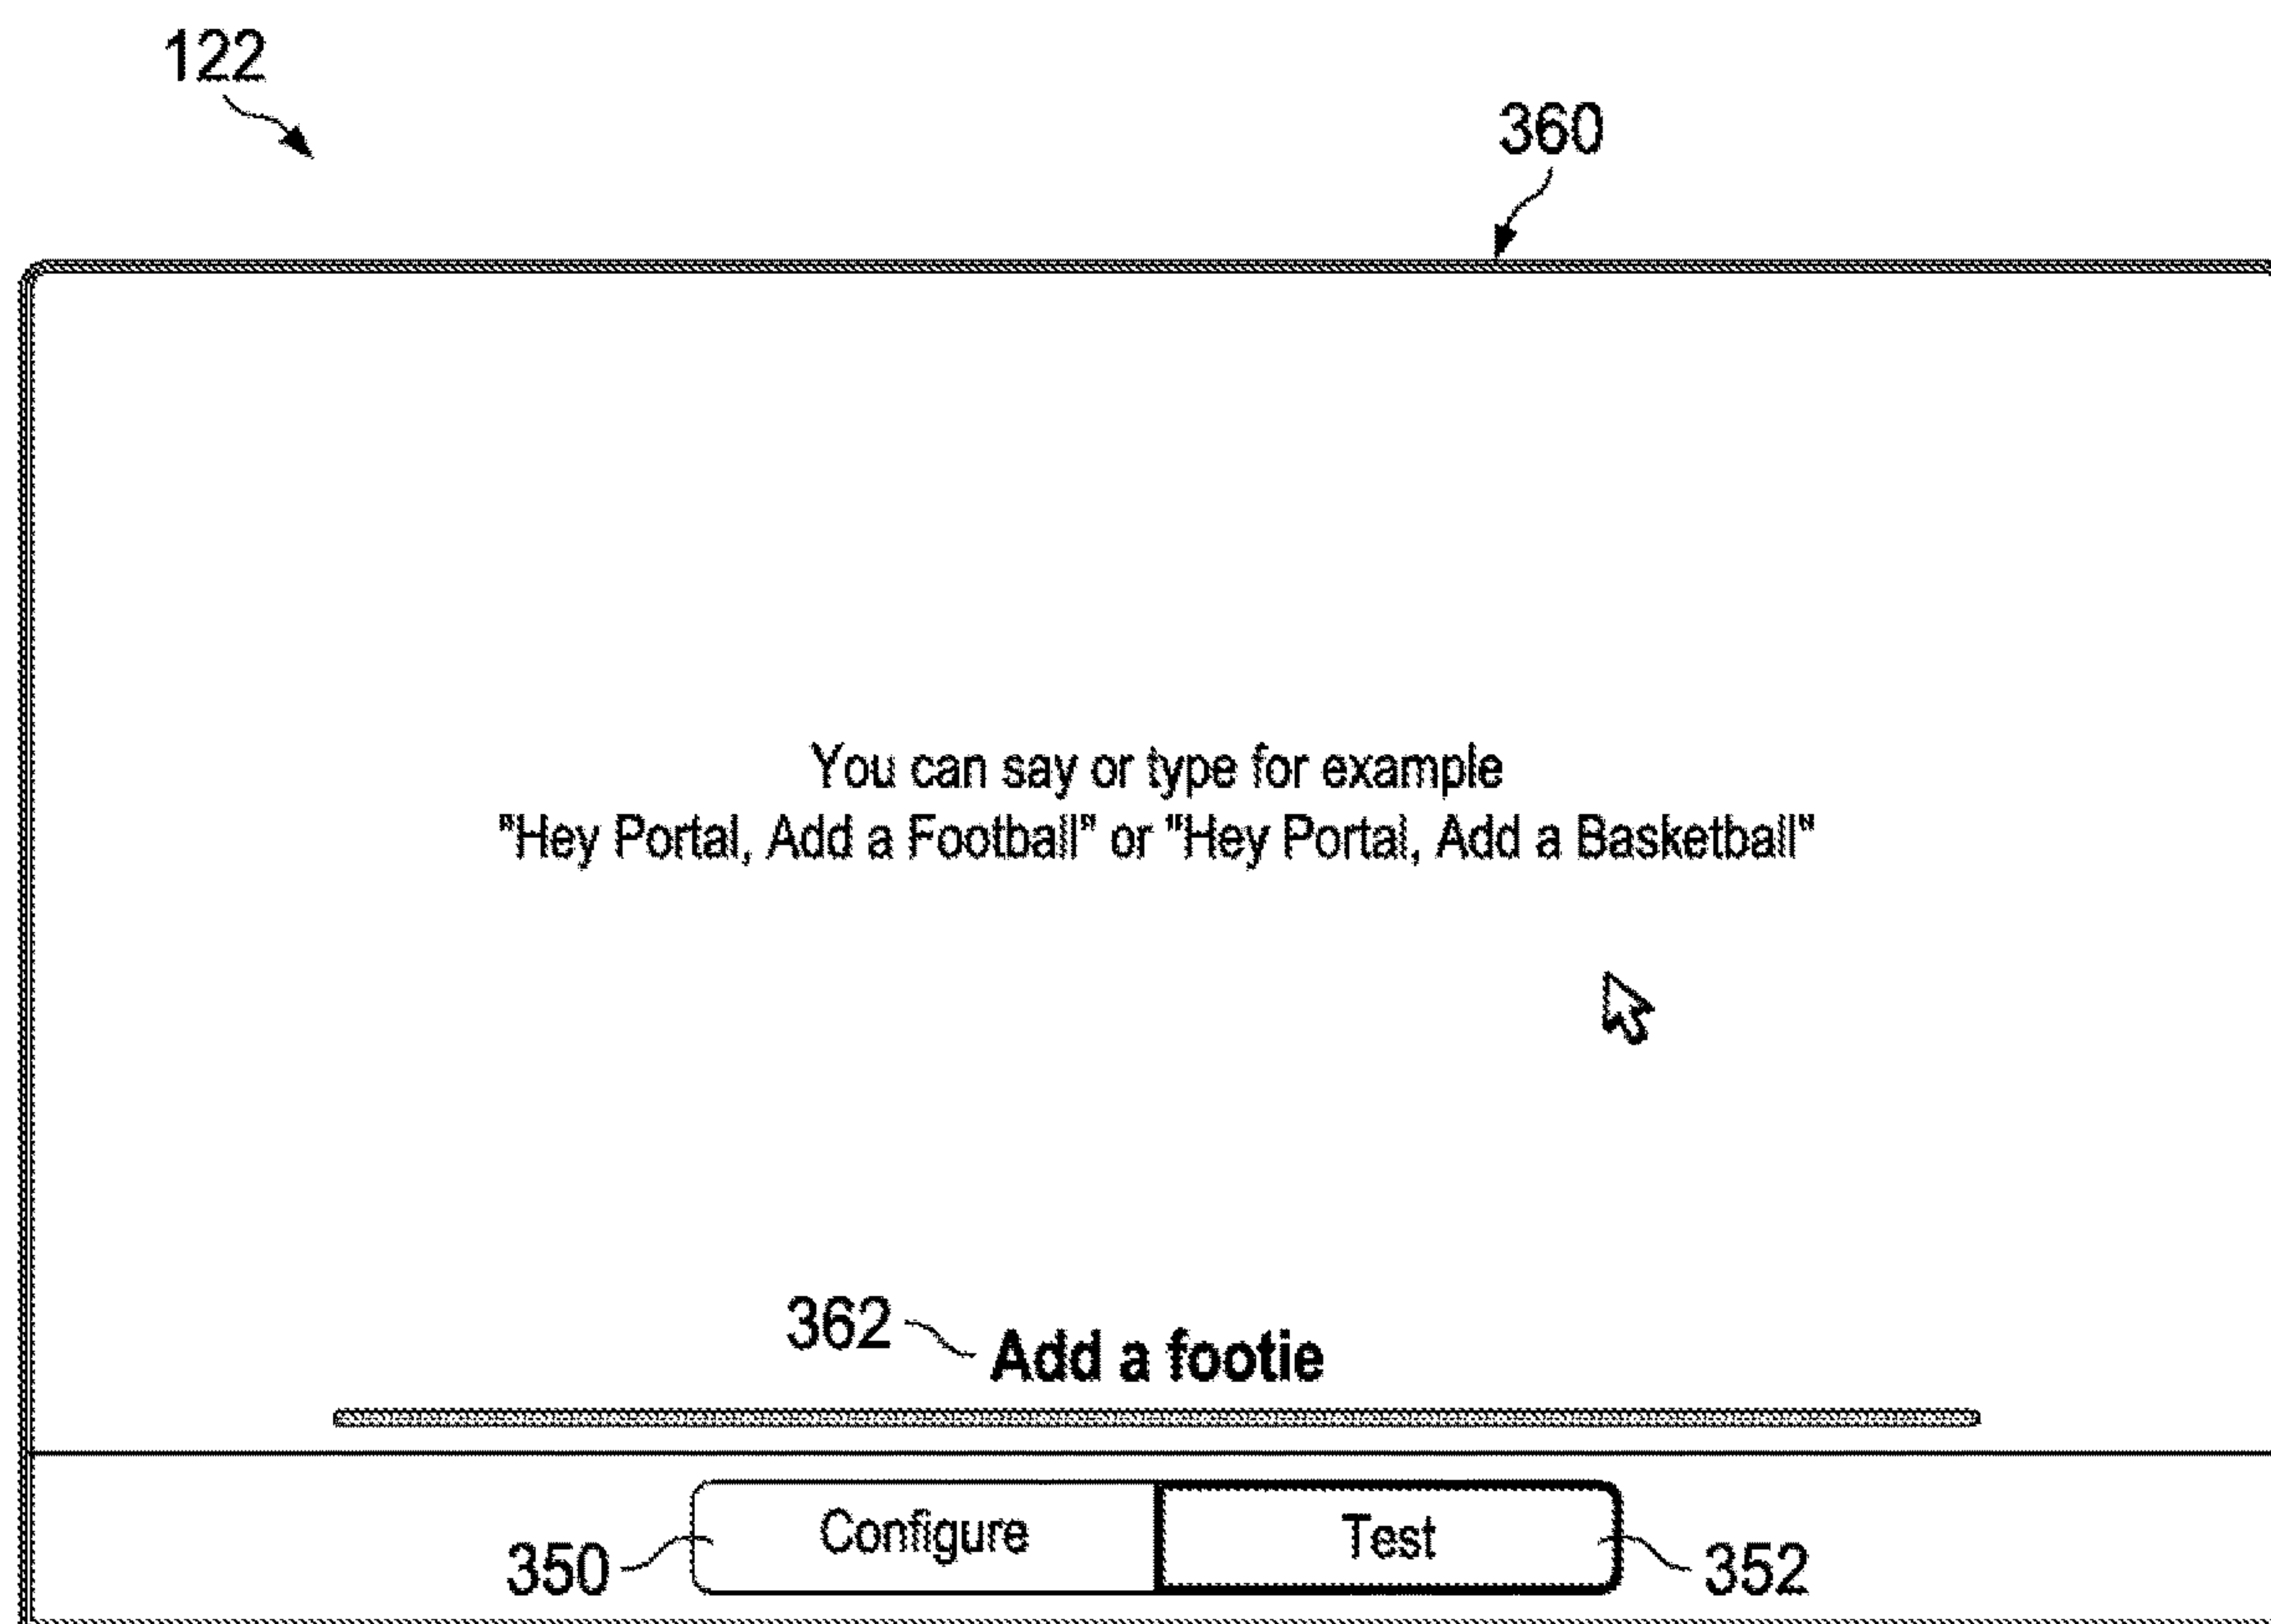 122
360
You can say or type for example
"Hey Portal, Add a Football" or "Hey Portal, Add a Basketball"
362
Add a footie
Configure
Test
350
352